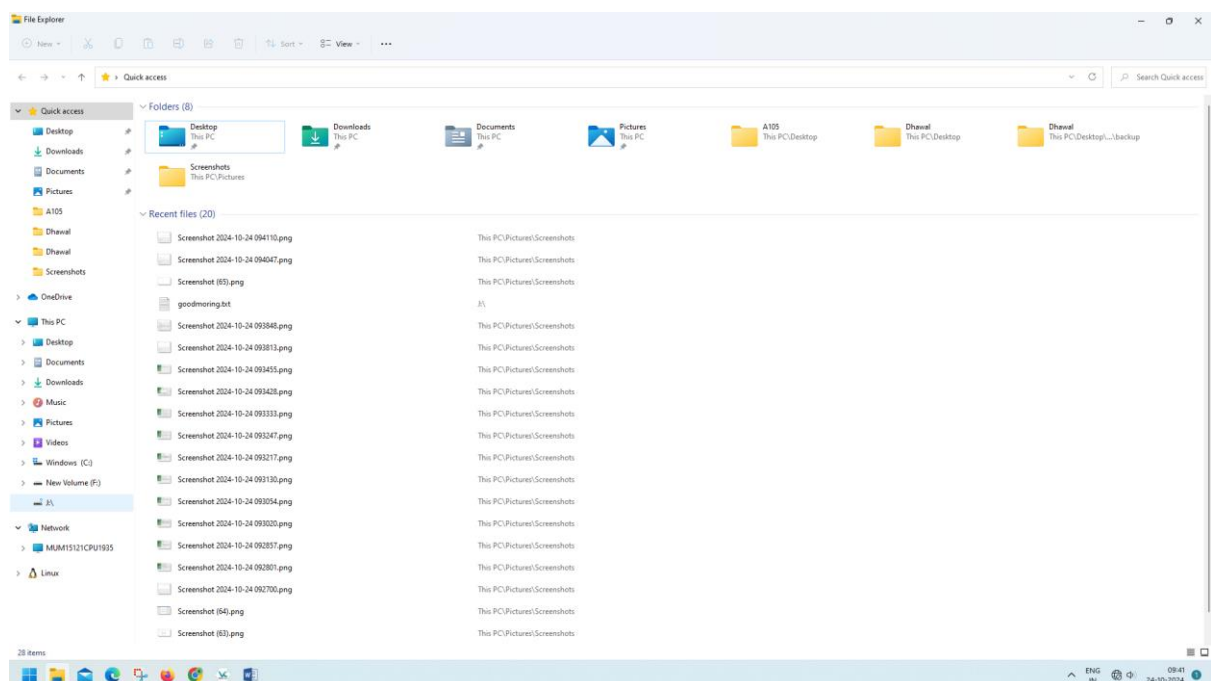 File Explorer
New
Sort
View
Quick access
Search Quick access
Quick access
Desktop
Downloads
Documents
Pictures
A105
Dhawal
Dhawal
Screenshots
OneDrive
This PC
Desktop
Documents
Downloads
Music
Pictures
Videos
Windows (C:)
New Volume (F:)
Network
MUM15121CPU1935
Linux
Folders (8)
Desktop
This PC
Downloads
This PC
Documents
This PC
Pictures
This PC
A105
This PC\Desktop
Dhawal
This PC\Desktop
Dhawal
This PC\Desktop\...\backup
Screenshots
This PC\Pictures
Recent files (20)
Screenshot 2024-10-24 094110.png This PC\Pictures\Screenshots
Screenshot 2024-10-24 094047.png This PC\Pictures\Screenshots
Screenshot (65).png This PC\Pictures\Screenshots
goodmoring.txt
Screenshot 2024-10-24 093848.png This PC\Pictures\Screenshots
Screenshot 2024-10-24 093813.png This PC\Pictures\Screenshots
Screenshot 2024-10-24 093455.png This PC\Pictures\Screenshots
Screenshot 2024-10-24 093428.png This PC\Pictures\Screenshots
Screenshot 2024-10-24 093333.png This PC\Pictures\Screenshots
Screenshot 2024-10-24 093247.png This PC\Pictures\Screenshots
Screenshot 2024-10-24 093217.png This PC\Pictures\Screenshots
Screenshot 2024-10-24 093130.png This PC\Pictures\Screenshots
Screenshot 2024-10-24 093054.png This PC\Pictures\Screenshots
Screenshot 2024-10-24 093020.png This PC\Pictures\Screenshots
Screenshot 2024-10-24 092857.png This PC\Pictures\Screenshots
Screenshot 2024-10-24 092801.png This PC\Pictures\Screenshots
Screenshot 2024-10-24 092700.png This PC\Pictures\Screenshots
Screenshot (64).png This PC\Pictures\Screenshots
Screenshot (63).png This PC\Pictures\Screenshots
28 items
ENG
IN
09:41
24-10-2024